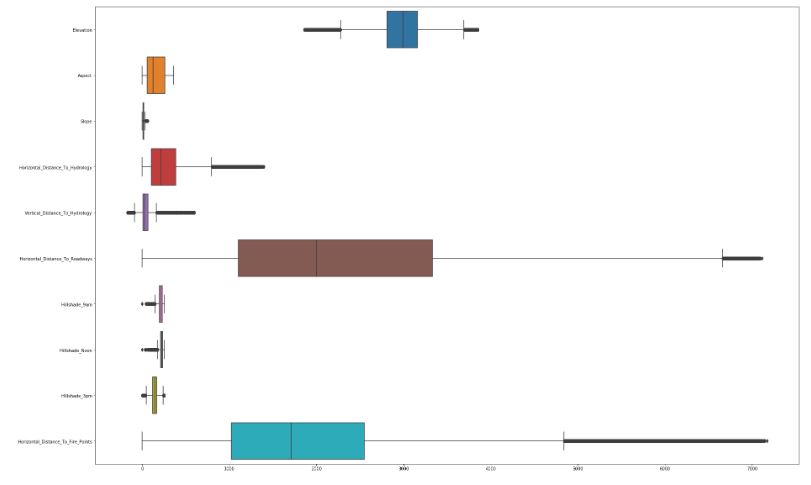 Elevation
Aspect
Slope
Horizontal_Distance_To_Hydrology
Vertical_Distance_To_Hydrology
Horizontal_Distance_To_Roadways
Hillshade_9am
Hillshade_Noon
Hillshade_3pm
Horizontal_Distance_To_Fire_Points
0 1000 2000 3000 4000 5000 6000 7000